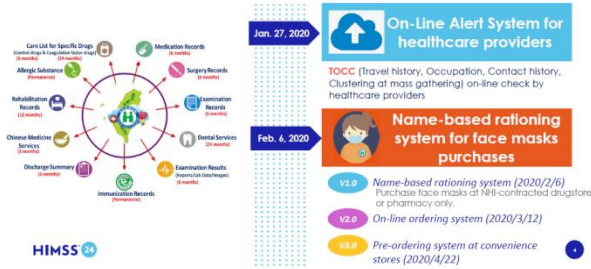 Care List for Specific Drugs
(Control drugs & Coagulation factor drugs)
Medication Records
(6 months)
Allergic Substance
(Permanence)
Surgery Records
(6 months)
Rehabilitation
Records
(12 months)
Examination
Records
(6 months)
Chinese Medicine
Services
(3 months)
Dental Services
(24 months)
Discharge Summary
Examination Results
(Reports/Lab Data/Images)
(6 months)
Immunization Records
(Permanence)
HIMSS 24
Jan. 27, 2020
On-Line Alert System for
healthcare providers
TOCC (Travel history, Occupation, Contact history,
Clustering at mass gathering) on-line check by
healthcare providers
Feb. 6, 2020
Name-based rationing
system for face masks
purchases
V1.0 Name-based rationing system (2020/2/6)
Purchase face masks at NHI-contracted drugstore
or pharmacy only.
V2.0 On-line ordering system (2020/3/12)
V3.0 Pre-ordering system at convenience
stores (2020/4/22)
4